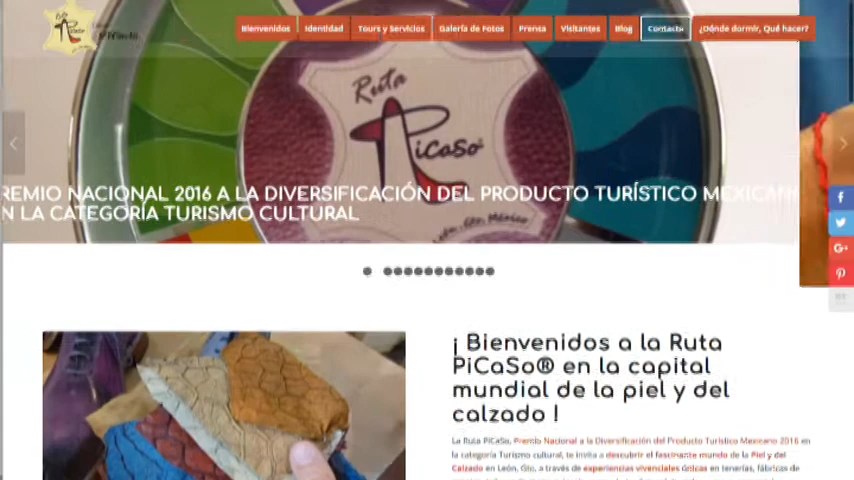 Bienvenidos Identidad Tours y Servicios Galería de Fotos Prensa Visitantes Blog Contacto ¿Dónde dormir, Qué hacer?
Ruta
PiCaSo
León, Gto. México
REMIO NACIONAL 2016 A LA DIVERSIFICACIÓN DEL PRODUCTO TURÍSTICO MEXICANO
N LA CATEGORÍA TURISMO CULTURAL
G+
¡ Bienvenidos a la Ruta
PiCaSo® en la capital
mundial de la piel y del
calzado !
La Ruta PiCaSo, Premio Nacional a la Diversificación del Producto Turístico Mexicano 2016 en
la categoría Turismo cultural, te invita a descubrir el fascinante mundo de la Piel y del
Calzado en León, Gto, a través de experiencias vivenciales únicas en tenerías, fábricas de